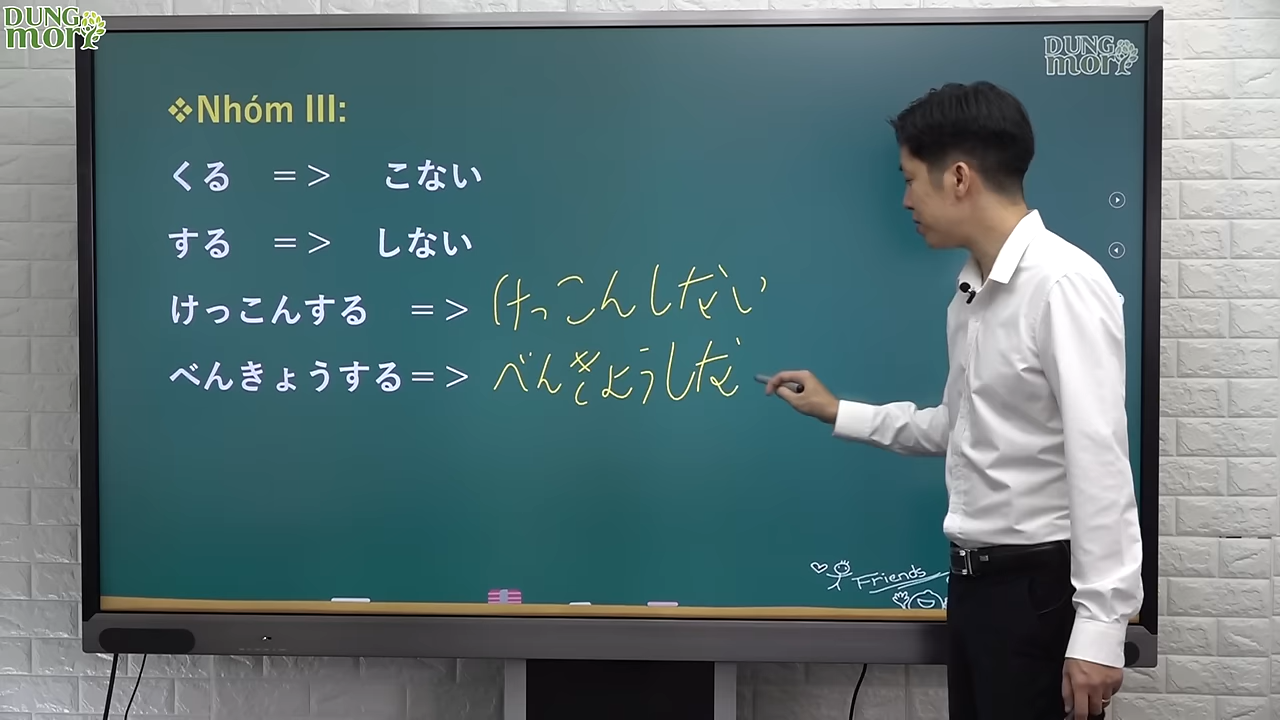 DUNG
mori
DUNG
mori
❖Nhóm III:
くる => こない
する => しない
けっこんする => けっこんしない
べんきょうする=> べんきょうしな
Friends